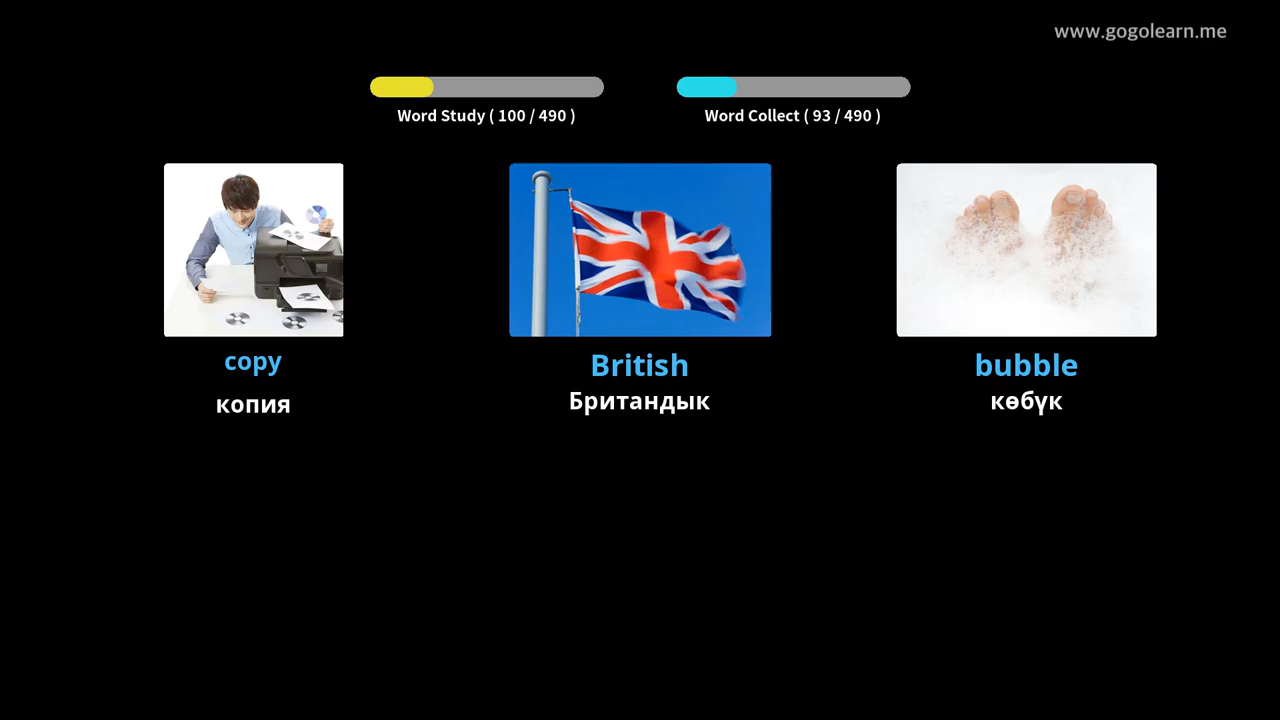 www.gogolearn.me
Word Study ( 100 / 490 )
Word Collect ( 93 / 490 )
copy
копия
British
Британдык
bubble
көбүк